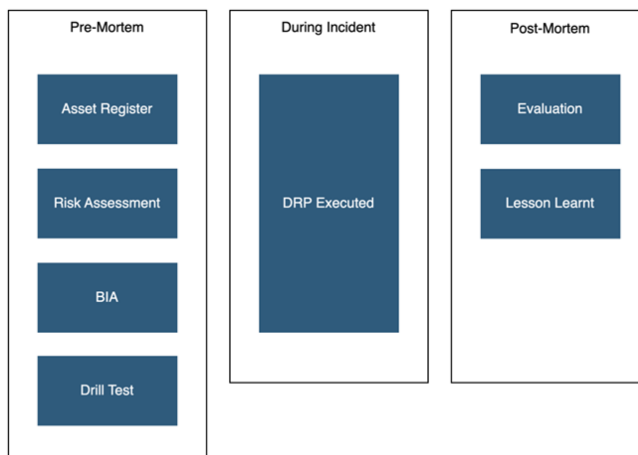 Pre-Mortem
Asset Register
Risk Assessment
BIA
Drill Test
During Incident
DRP Executed
Post-Mortem
Evaluation
Lesson Learnt